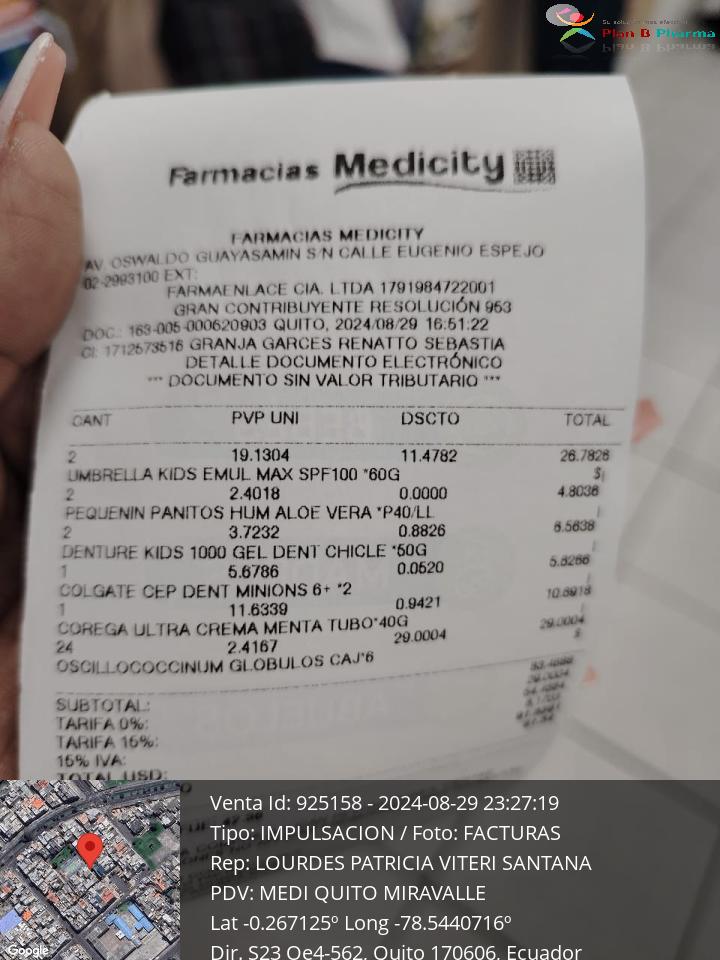 Plan B Pharma
Farmacias Medicity
FARMACIAS MEDICITY
AV. OSWALDO GUAYASAMIN S/N CALLE EUGENIO ESPEJO
02-2993100 EXT:
FARMAENLACE CIA. LTDA 1791984722001
GRAN CONTRIBUYENTE RESOLUCIÓN 953
DOC.: 163-005-000620903 QUITO, 2024/08/29 16:51:22
CI: 1712573516 GRANJA GARCES RENATTO SEBASTIA
DETALLE DOCUMENTO ELECTRÓNICO
*** DOCUMENTO SIN VALOR TRIBUTARIO ***
CANT PVP UNI DSCTO TOTAL
2 19.1304 11.4782 26.7826
UMBRELLA KIDS EMUL MAX SPF100 *60G
2 2.4018 0.0000 4.8036
PEQUENIN PANITOS HUM ALOE VERA *P40/LL
2 3.7232 0.8826 6.5638
DENTURE KIDS 1000 GEL DENT CHICLE *50G
1 5.6786 0.0520 5.6266
COLGATE CEP DENT MINIONS 6+ *2
1 11.6339 0.9421 10.6918
COREGA ULTRA CREMA MENTA TUBO*40G
24 2.4167 29.0004 29.0004
OSCILLOCOCCINUM GLOBULOS CAJ*6
SUBTOTAL:
TARIFA 0%:
TARIFA 15%:
15% IVA:
TOTAL USD:
Venta Id: 925158 - 2024-08-29 23:27:19
Tipo: IMPULSACION / Foto: FACTURAS
Rep: LOURDES PATRICIA VITERI SANTANA
PDV: MEDI QUITO MIRAVALLE
Lat -0.267125º Long -78.5440716º
Dir. S23 Oe4-562, Quito 170606, Ecuador
Google